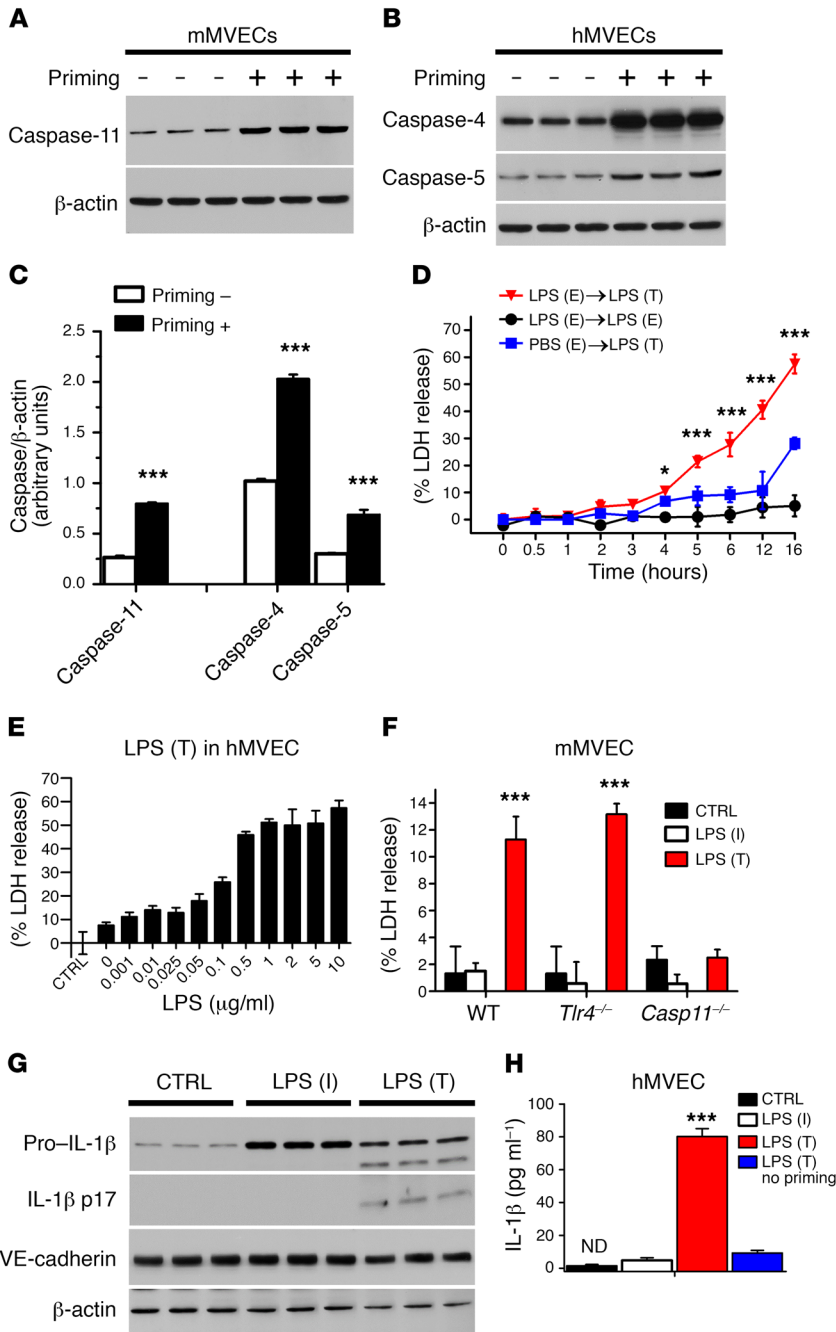 A
mMVECs
Priming – – – + + +
Caspase-11
β-actin
B
hMVECs
Priming – – – + + +
Caspase-4
Caspase-5
β-actin
C
Priming –
Priming +
Caspase/β-actin
(arbitrary units)
2.5
2.0
1.5
1.0
0.5
0.0
***
***
***
Caspase-11
Caspase-4
Caspase-5
D
LPS (E)→LPS (T)
LPS (E)→LPS (E)
PBS (E)→LPS (T)
(% LDH release)
70
60
50
40
30
20
10
0
* *** *** *** ***
0 0.5 1 2 3 4 5 6 12 16
Time (hours)
E
LPS (T) in hMVEC
(% LDH release)
70
60
50
40
30
20
10
0
CTRL 0 0.001 0.01 0.025 0.05 0.1 0.5 1 2 5 10
LPS (μg/ml)
F
mMVEC
CTRL
LPS (I)
LPS (T)
(% LDH release)
14
12
10
8
6
4
2
0
*** ***
WT Tlr4–/– Casp11–/–
G
CTRL LPS (I) LPS (T)
Pro–IL-1β
IL-1β p17
VE-cadherin
β-actin
H
hMVEC
CTRL
LPS (I)
LPS (T)
LPS (T)
no priming
IL-1β (pg ml–1)
100
80
60
40
20
0
ND
***